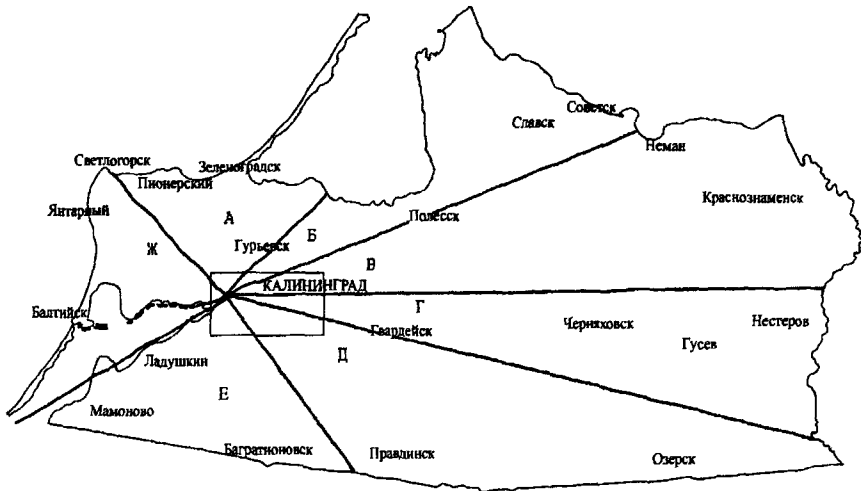 Советск
Славск
Неман
Светлогорск
Зеленоградск
Пионерский
Краснознаменск
Янтарный
А
Полесск
Б
Гурьевск
Ж
В
КАЛИНИНГРАД
Г
Балтийск
Гвардейск
Черняховск
Нестеров
Гусев
Ладушкин
Д
Е
Мамоново
Багратионовск
Правдинск
Озерск